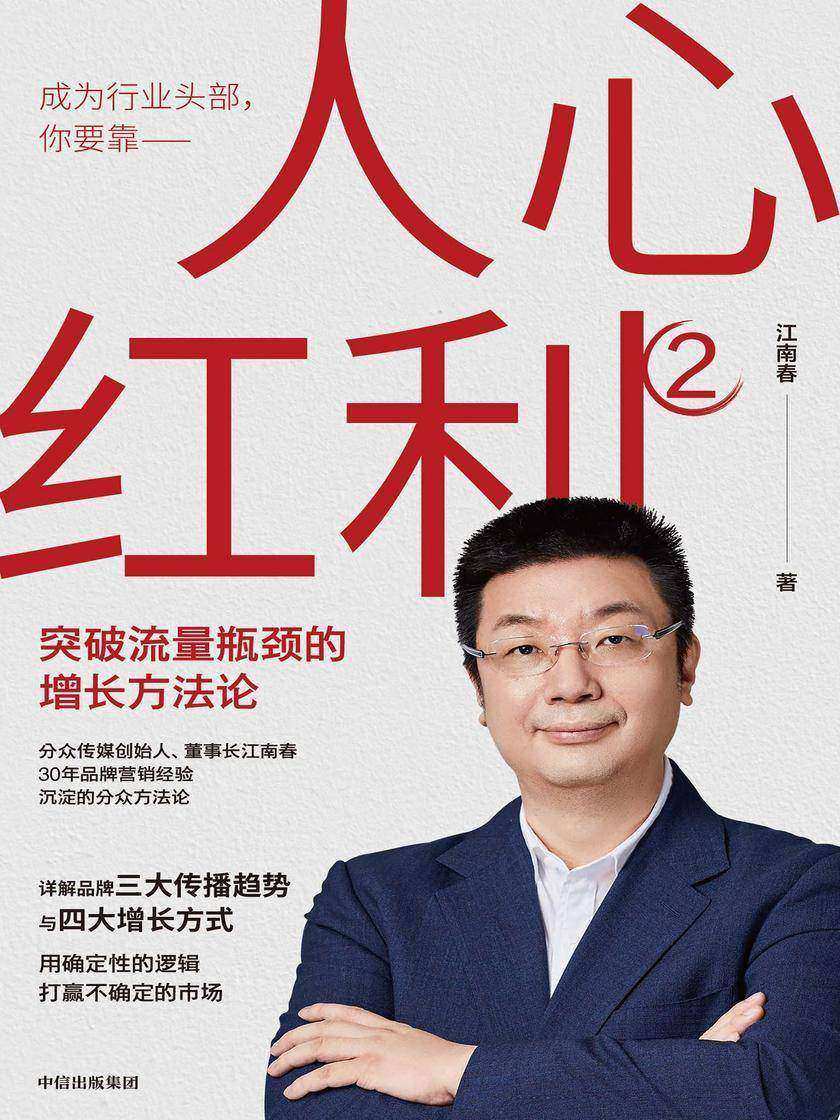 成为行业头部，
你要靠——
人心
红利②
江南春 著
突破流量瓶颈的
增长方法论
分众传媒创始人、董事长江南春
30年品牌营销经验
沉淀的分众方法论
详解品牌三大传播趋势
与四大增长方式
用确定性的逻辑
打赢不确定的市场
中信出版集团